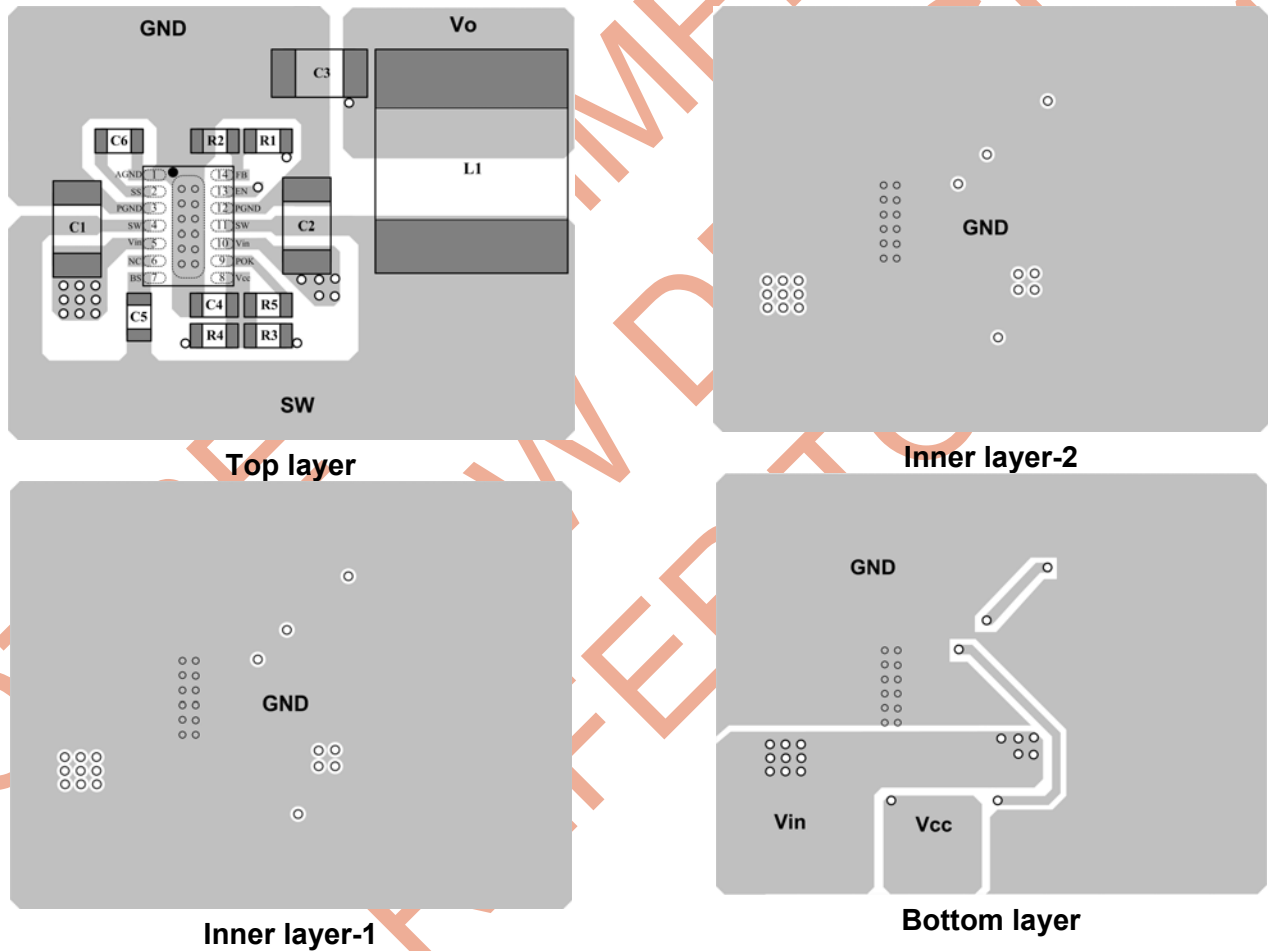 GND
Vo
C3
C6
R2
R1
L1
AGND 1
14 FB
SS 2
13 EN
PGND 3
12 PGND
C1
SW 4
11 SW
C2
Vin 5
10 Vin
NC 6
9 POK
BS 7
8 Vcc
C5
C4
R5
R4
R3
SW
Top layer
GND
Inner layer-2
GND
Inner layer-1
GND
Vin
Vcc
Bottom layer